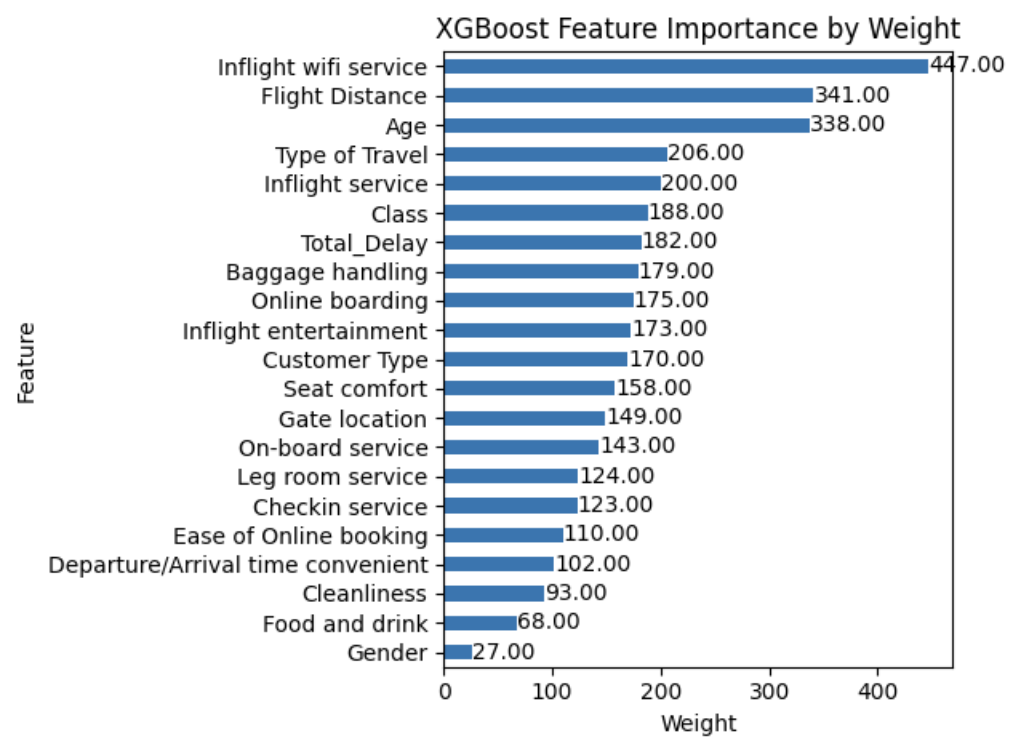 XGBoost Feature Importance by Weight
Inflight wifi service 447.00
Flight Distance 341.00
Age 338.00
Type of Travel 206.00
Inflight service 200.00
Class 188.00
Total_Delay 182.00
Baggage handling 179.00
Online boarding 175.00
Inflight entertainment 173.00
Customer Type 170.00
Seat comfort 158.00
Gate location 149.00
On-board service 143.00
Leg room service 124.00
Checkin service 123.00
Ease of Online booking 110.00
Departure/Arrival time convenient 102.00
Cleanliness 93.00
Food and drink 68.00
Gender 27.00
Feature
0 100 200 300 400
Weight